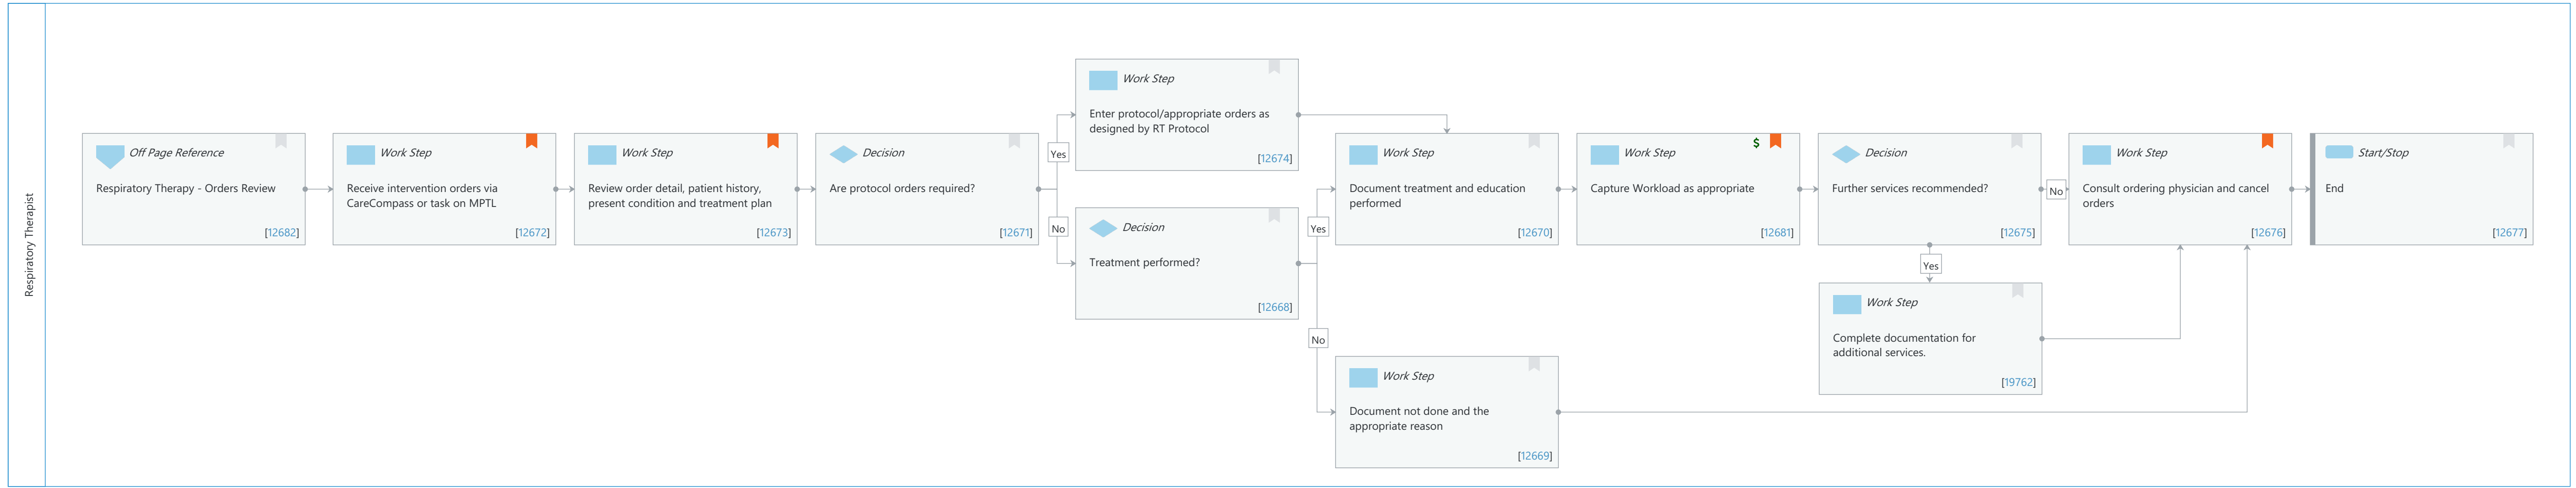 Respiratory Therapist
Off Page Reference
Respiratory Therapy - Orders Review
[12682]
Work Step
Receive intervention orders via
CareCompass or task on MPTL
[12672]
Work Step
Review order detail, patient history,
present condition and treatment plan
[12673]
Decision
Are protocol orders required?
[12671]
Yes
No
Work Step
Enter protocol/appropriate orders as
designed by RT Protocol
[12674]
Decision
Treatment performed?
[12668]
Yes
No
Work Step
Document treatment and education
performed
[12670]
Work Step
Document not done and the
appropriate reason
[12669]
$
Work Step
Capture Workload as appropriate
[12681]
Decision
Further services recommended?
[12675]
No
Yes
Work Step
Complete documentation for
additional services.
[19762]
Work Step
Consult ordering physician and cancel
orders
[12676]
Start/Stop
End
[12677]